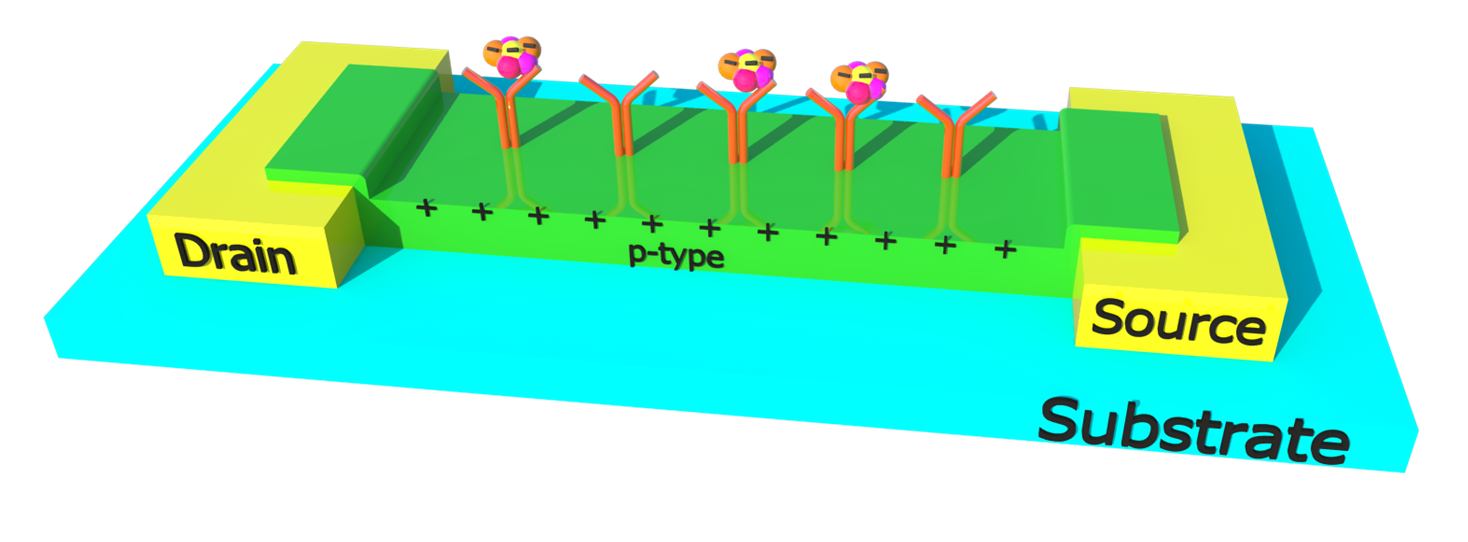 Drain
+ + + + + + + + + + +
p-type
Source
Substrate